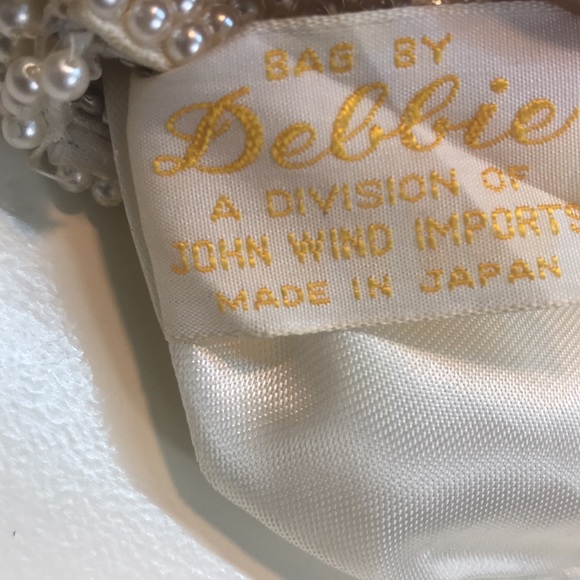 BAG BY
Debbie
A DIVISION OF
JOHN WIND IMPORTS
MADE IN JAPAN